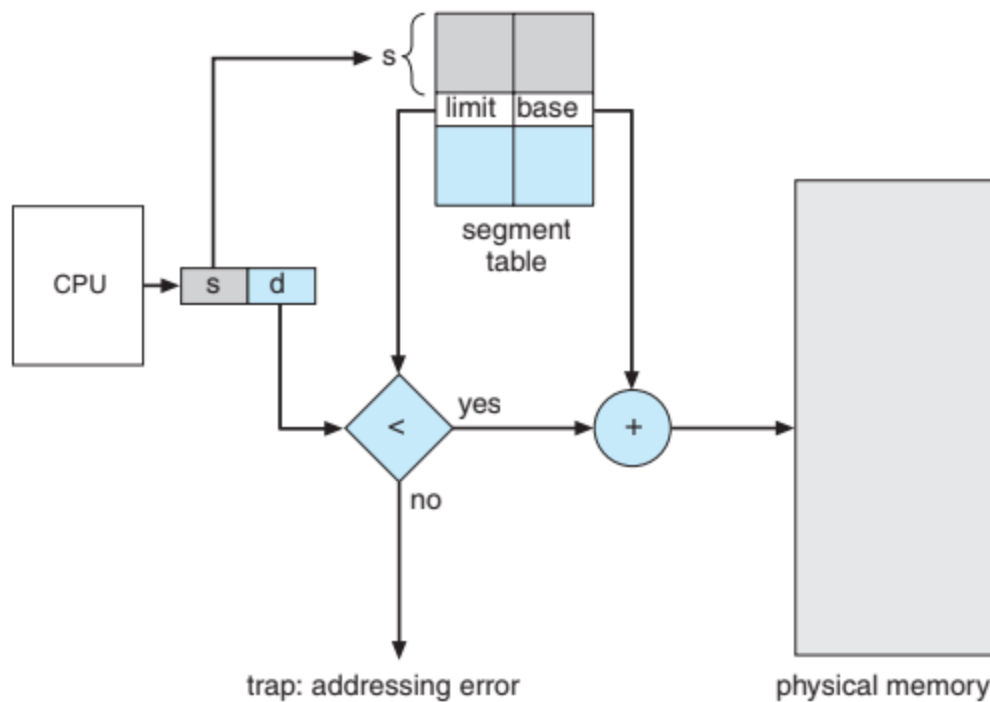 s
limit base
segment
table
CPU
s d
<
yes
+
no
trap: addressing error
physical memory